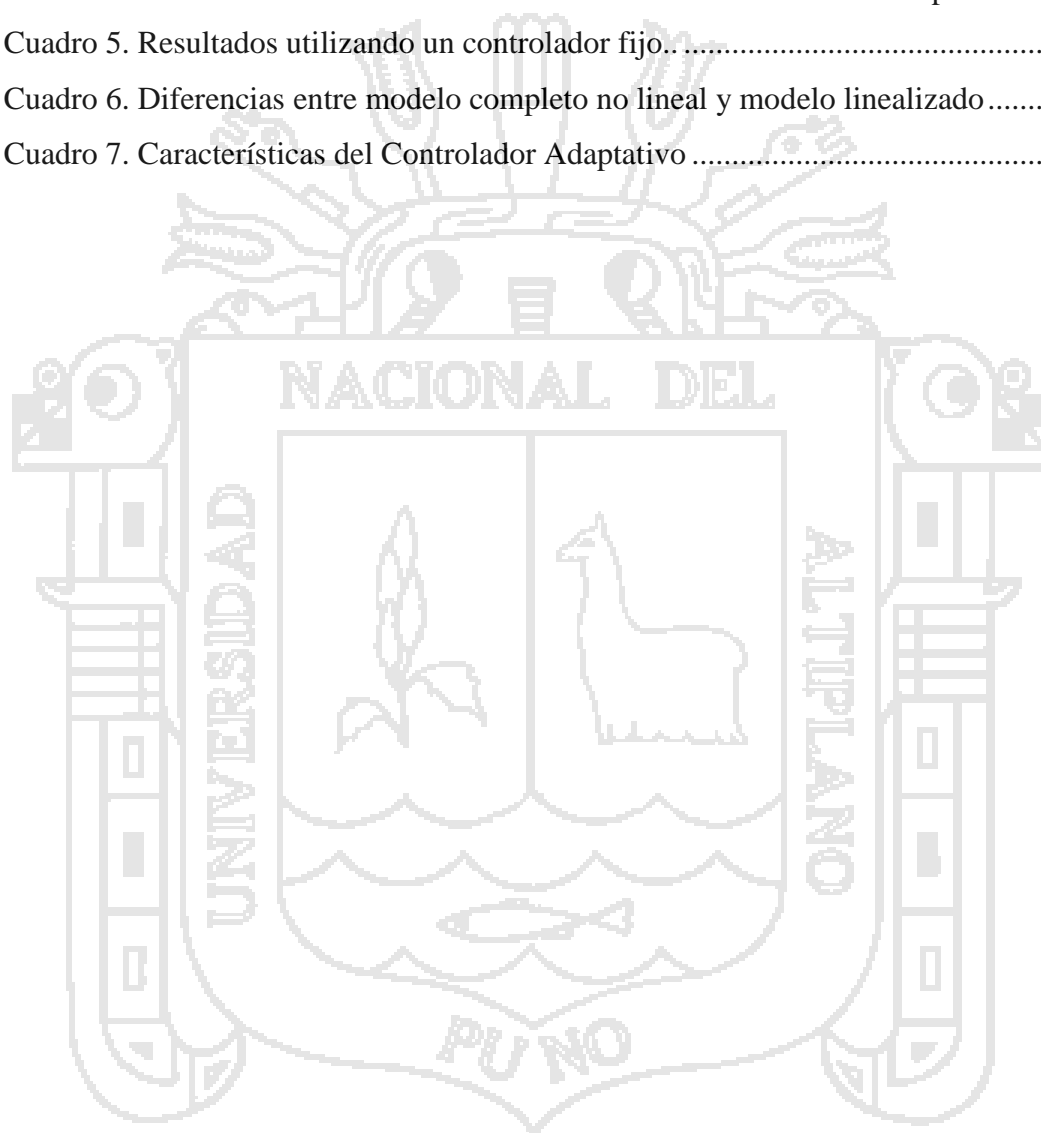 Cuadro 5. Resultados utilizando un controlador fijo.. .............................................
Cuadro 6. Diferencias entre modelo completo no lineal y modelo linealizado .......
Cuadro 7. Características del Controlador Adaptativo ............................................
NACIONAL DEL
UNIVERSIDAD
ALTIPLANO
PUNO